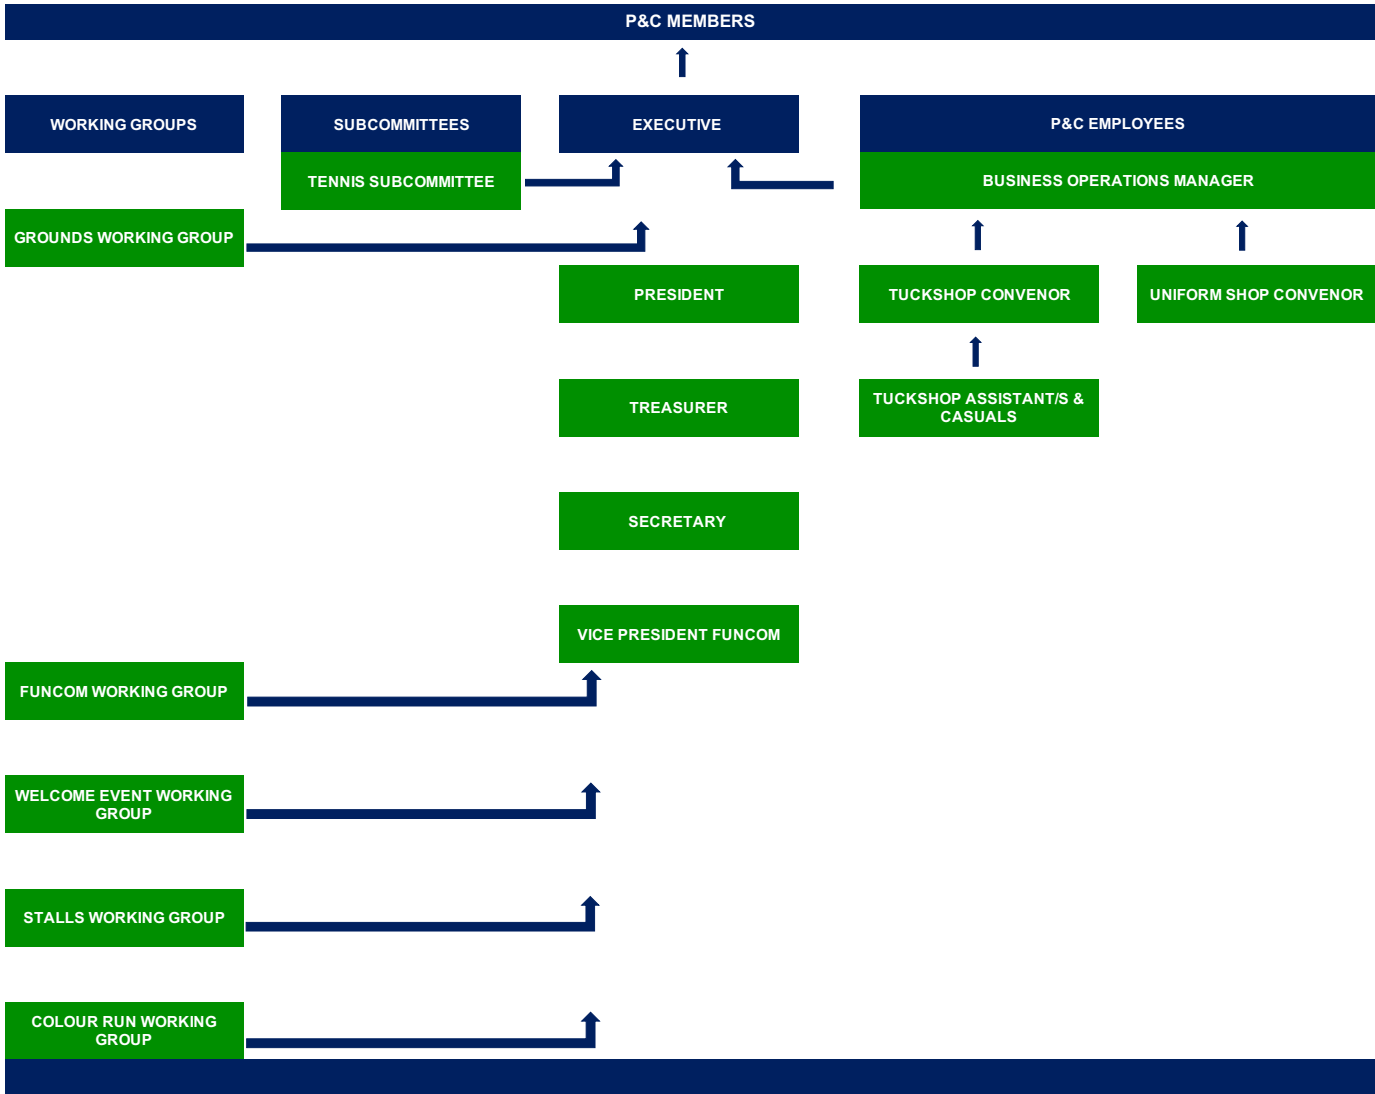 P&C MEMBERS
WORKING GROUPS
SUBCOMMITTEES
EXECUTIVE
P&C EMPLOYEES
TENNIS SUBCOMMITTEE
BUSINESS OPERATIONS MANAGER
GROUNDS WORKING GROUP
PRESIDENT
TUCKSHOP CONVENOR
UNIFORM SHOP CONVENOR
TREASURER
TUCKSHOP ASSISTANT/S &
CASUALS
SECRETARY
VICE PRESIDENT FUNCOM
FUNCOM WORKING GROUP
WELCOME EVENT WORKING
GROUP
STALLS WORKING GROUP
COLOUR RUN WORKING
GROUP